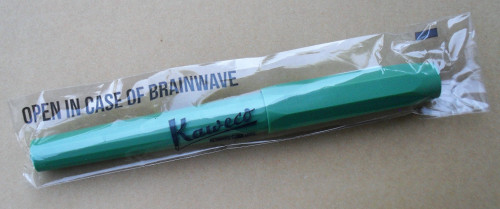 OPEN IN CASE OF BRAINWAVE
Kaweco